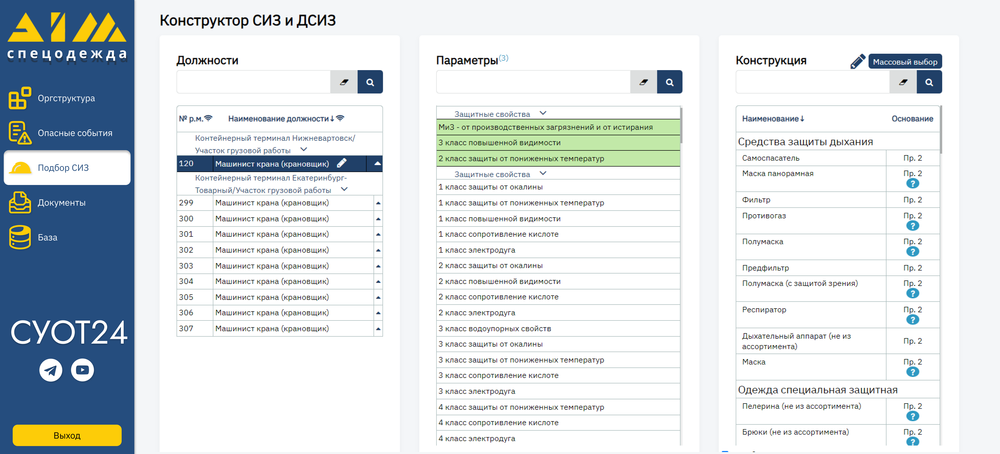 АІМ
спецодежда
Оргструктура
Опасные события
Подбор СИЗ
Документы
База
СУОТ24
Выход
Конструктор СИЗ и ДСИЗ
Должности
№ р.м. Наименование должности↓
Контейнерный терминал Нижневартовск/
Участок грузовой работы
120 Машинист крана (крановщик)
Контейнерный терминал Екатеринбург-
Товарный/Участок грузовой работы
299 Машинист крана (крановщик)
300 Машинист крана (крановщик)
301 Машинист крана (крановщик)
302 Машинист крана (крановщик)
303 Машинист крана (крановщик)
304 Машинист крана (крановщик)
305 Машинист крана (крановщик)
306 Машинист крана (крановщик)
307 Машинист крана (крановщик)
Параметры(3)
Защитные свойства
Ми3 - от производственных загрязнений и от истирания
3 класс повышенной видимости
2 класс защиты от пониженных температур
Защитные свойства
1 класс защиты от окалины
1 класс защиты от пониженных температур
1 класс повышенной видимости
1 класс сопротивление кислоте
1 класс электродуга
2 класс защиты от окалины
2 класс повышенной видимости
2 класс сопротивление кислоте
2 класс электродуга
3 класс водоупорных свойств
3 класс защиты от окалины
3 класс защиты от пониженных температур
3 класс сопротивление кислоте
3 класс электродуга
4 класс защиты от пониженных температур
4 класс сопротивление кислоте
4 класс электродуга
Конструкция Массовый выбор
Наименование↓ Основание
Средства защиты дыхания
Самоспасатель Пр. 2
Маска панорамная Пр. 2
?
Фильтр Пр. 2
Противогаз Пр. 2
?
Полумаска Пр. 2
?
Предфильтр Пр. 2
Полумаска (с защитой зрения) Пр. 2
?
Респиратор Пр. 2
?
Дыхательный аппарат (не из
ассортимента) Пр. 2
Маска Пр. 2
?
Одежда специальная защитная
Пелерина (не из ассортимента) Пр. 2
?
Брюки (не из ассортимента) Пр. 2
?